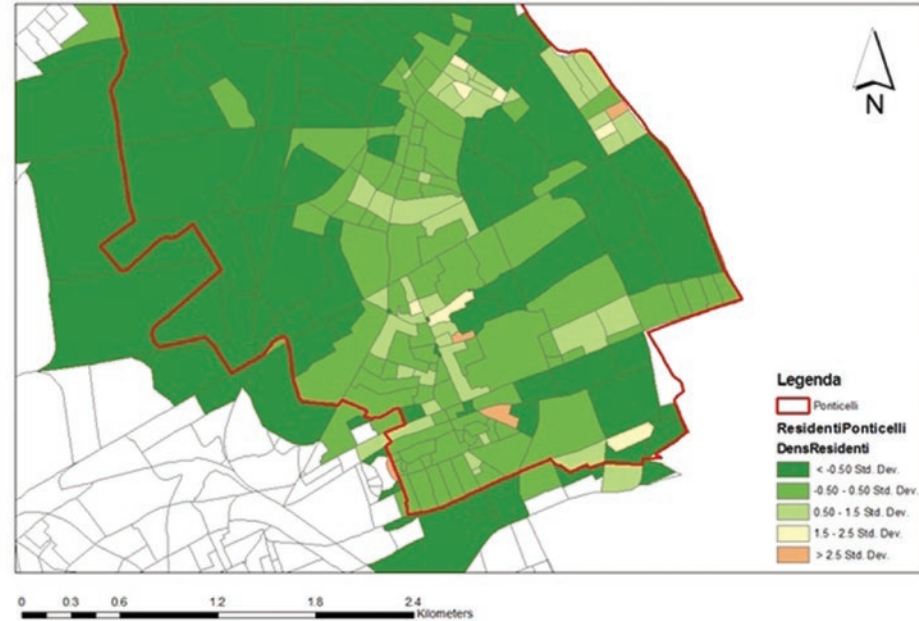 N
Legenda
Ponticelli
ResidentiPonticelli
DensResidenti
< -0.50 Std. Dev.
-0.50 - 0.50 Std. Dev.
0.50 - 1.5 Std. Dev.
1.5 - 2.5 Std. Dev.
> 2.5 Std. Dev.
0 0.3 0.6 1.2 1.8 2.4
Kilometers